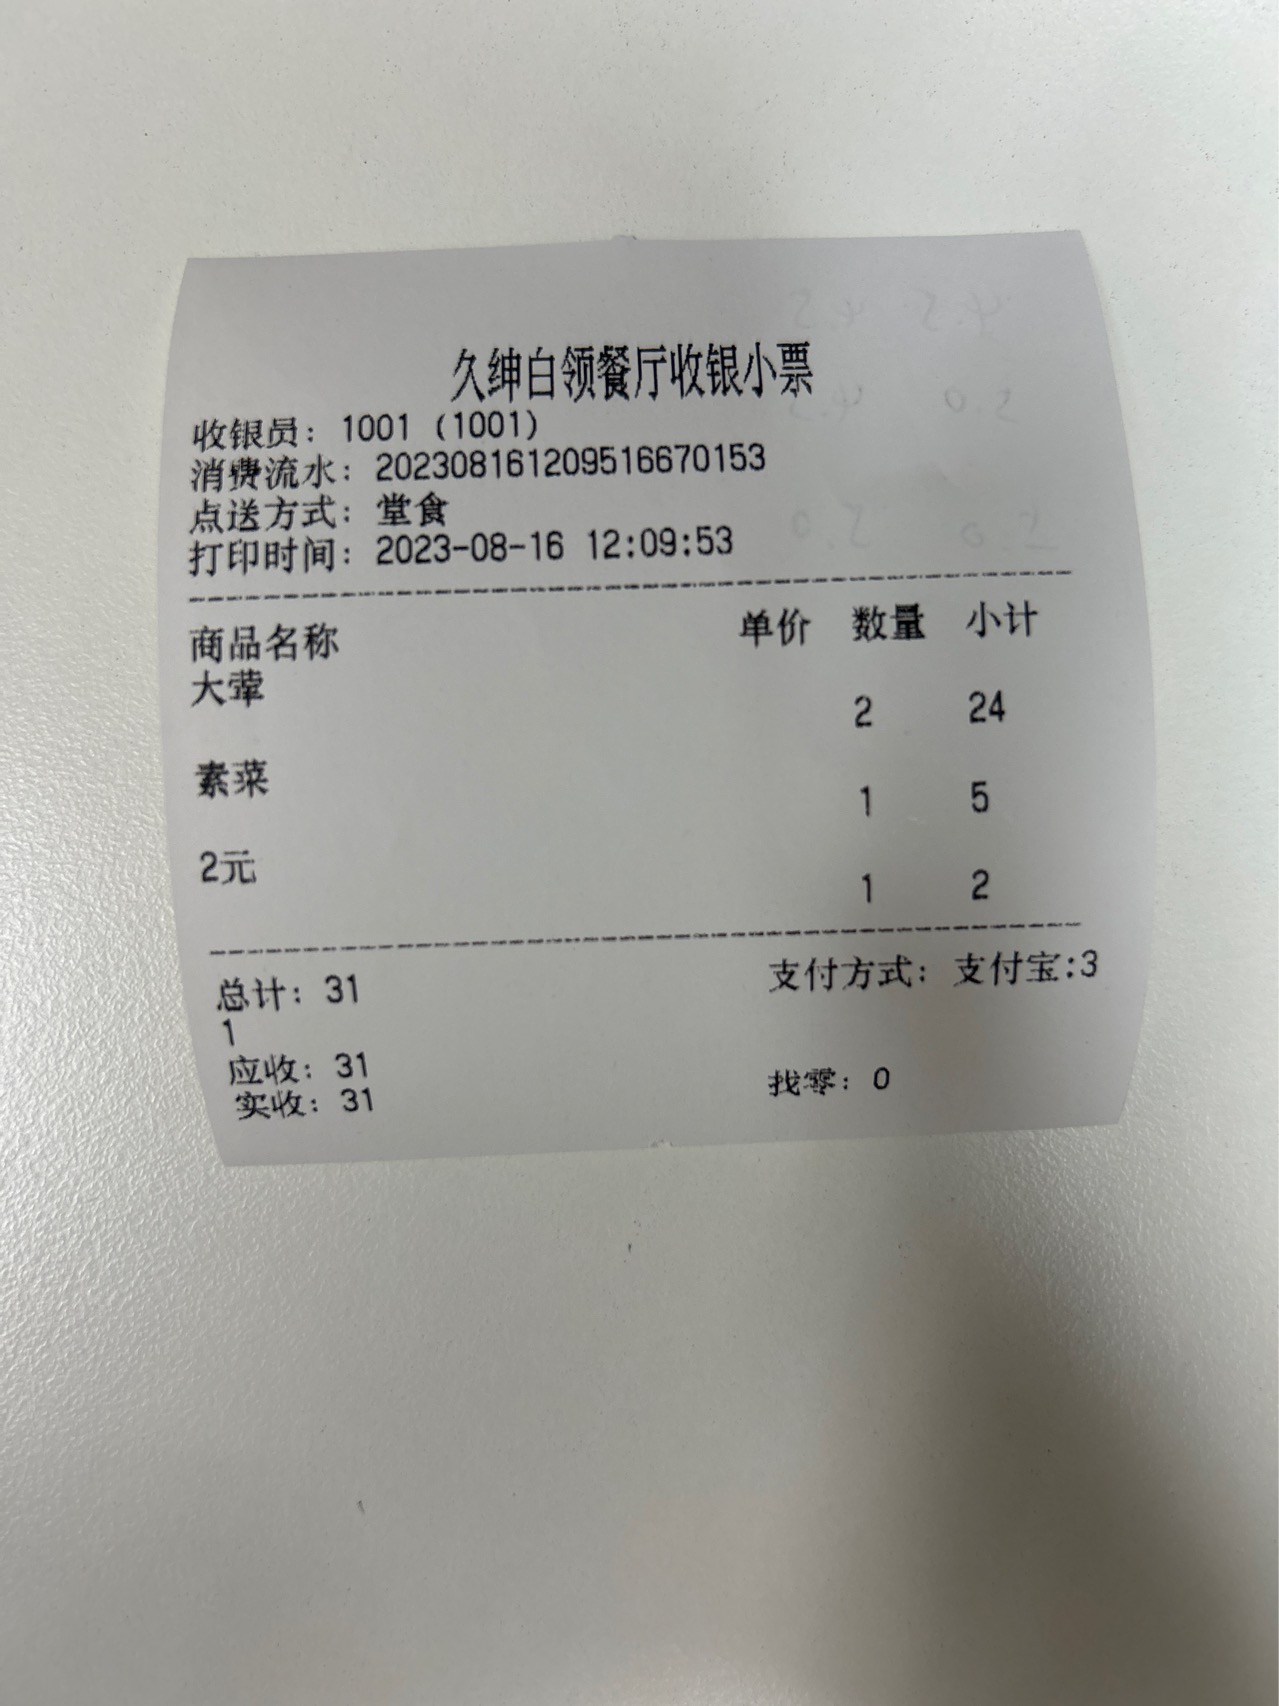 久绅白领餐厅收银小票
收银员: 1001 (1001)
消费流水: 202308161209516670153
点送方式: 堂食
打印时间: 2023-08-16 12:09:53
商品名称 单价 数量 小计
大荤
2 24
素菜
1 5
2元
1 2
总计: 31 支付方式: 支付宝:3
1
应收: 31
找零: 0
实收: 31